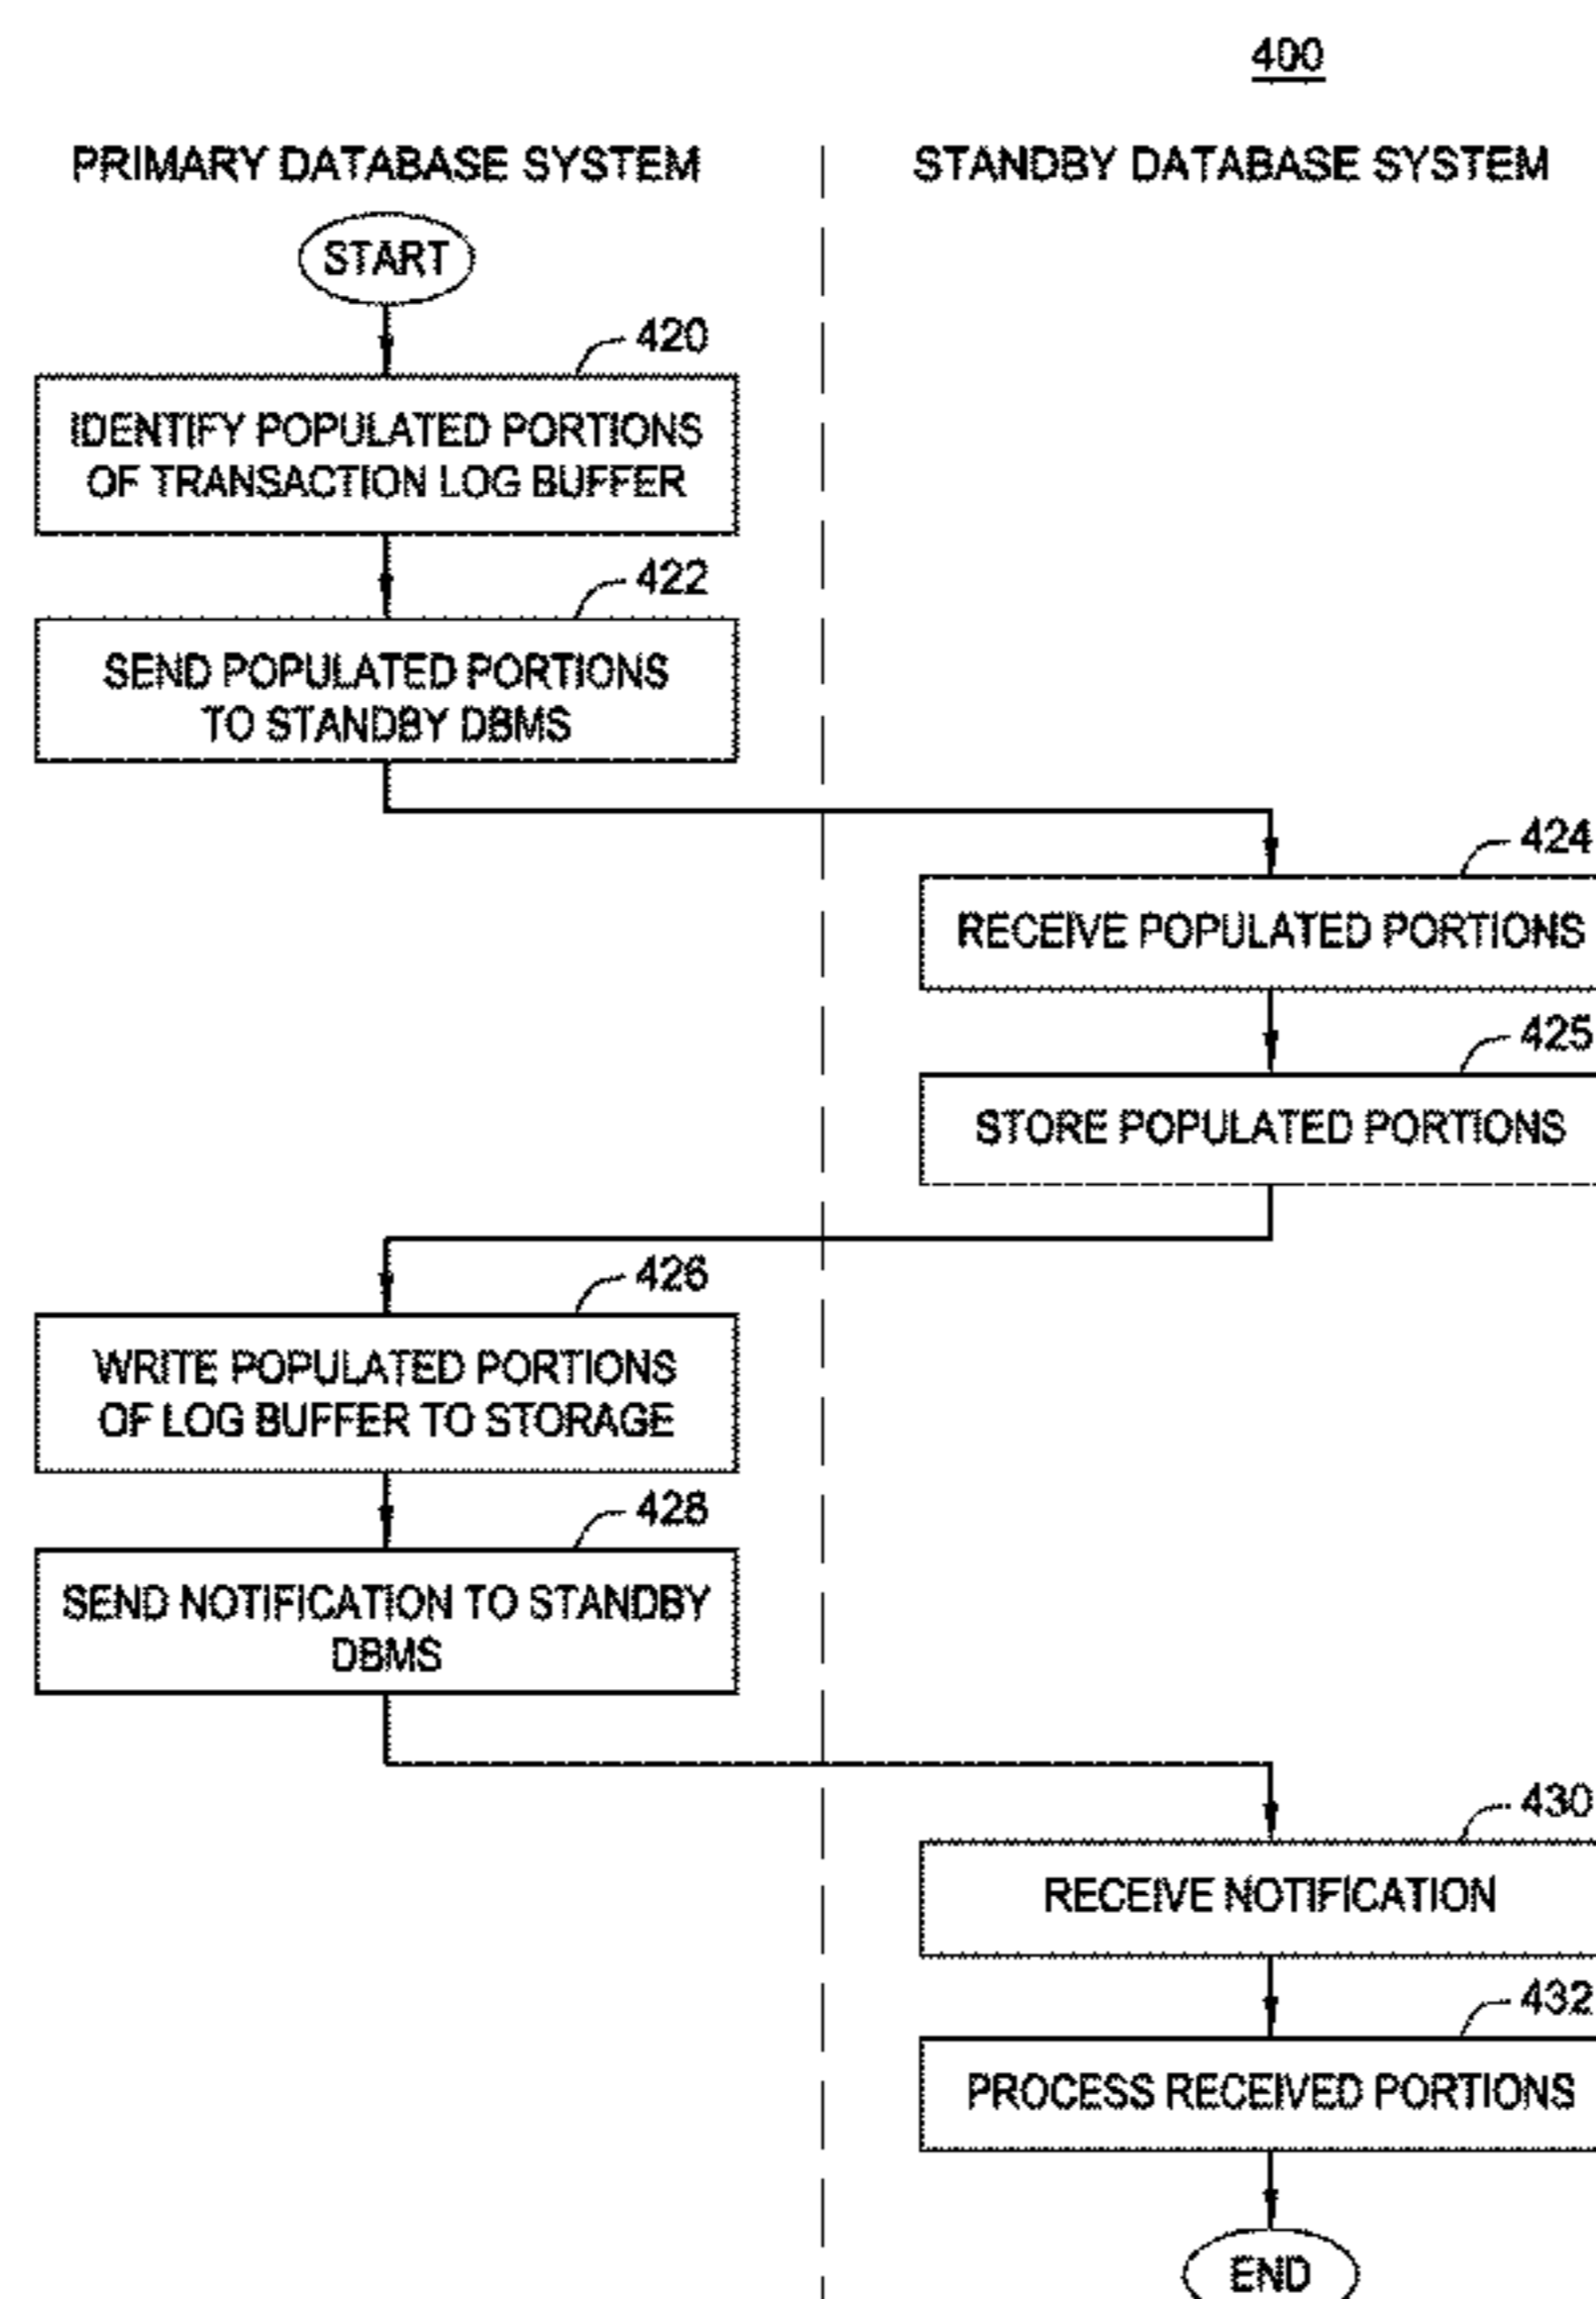 400
PRIMARY DATABASE SYSTEM
STANDBY DATABASE SYSTEM
START
420
IDENTIFY POPULATED PORTIONS
OF TRANSACTION LOG BUFFER
422
SEND POPULATED PORTIONS
TO STANDBY DBMS
424
RECEIVE POPULATED PORTIONS
425
STORE POPULATED PORTIONS
426
WRITE POPULATED PORTIONS
OF LOG BUFFER TO STORAGE
428
SEND NOTIFICATION TO STANDBY
DBMS
430
RECEIVE NOTIFICATION
432
PROCESS RECEIVED PORTIONS
END